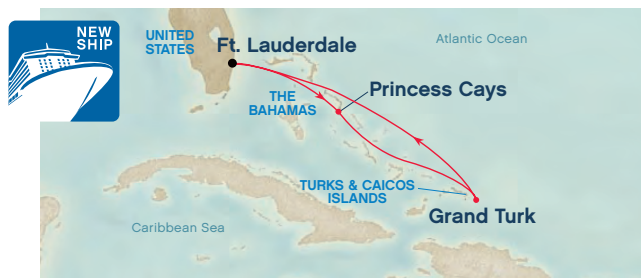 NEW
SHIP
UNITED
STATES
Ft. Lauderdale
Atlantic Ocean
THE
BAHAMAS
Princess Cays
TURKS & CAICOS
ISLANDS
Grand Turk
Caribbean Sea